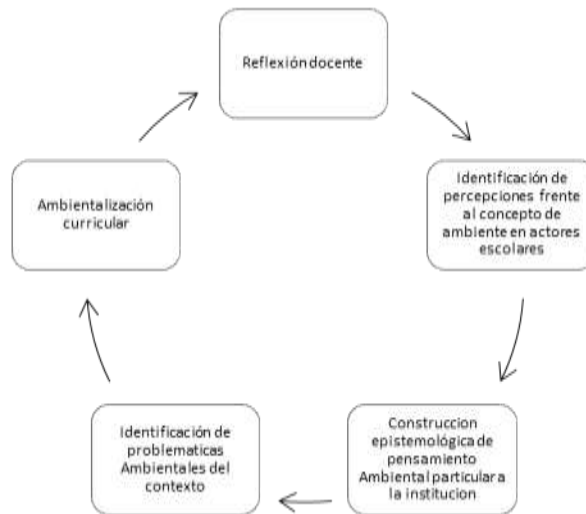 Reflexión docente
Identificación de
percepciones frente
al concepto de
ambiente en actores
escolares
Construccion
epistemológica de
pensamiento
Ambiental particular a
la institucion
Identificación de
problematicas
Ambientales del
contexto
Ambientalización
curricular